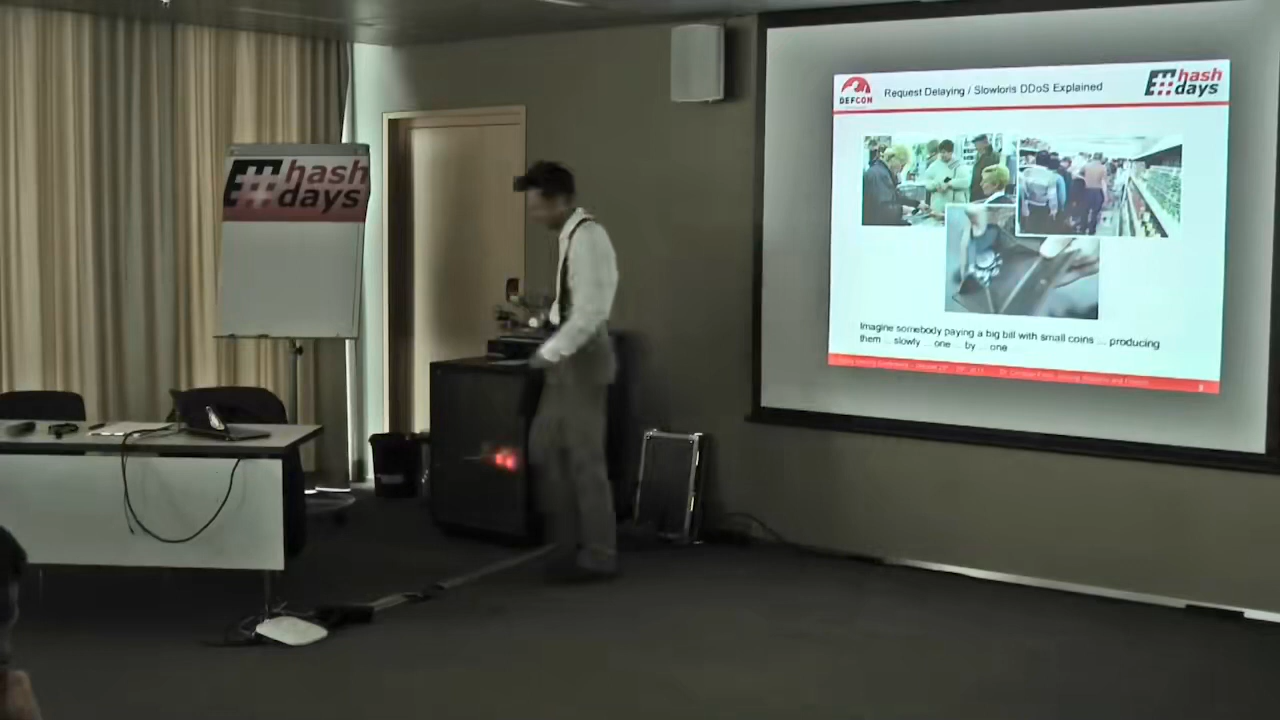 hash
days
DEFCON
Request Delaying / Slowloris DDoS Explained
hash
days
Imagine somebody paying a big bill with small coins ... producing
them ... slowly ... one ... by ... one